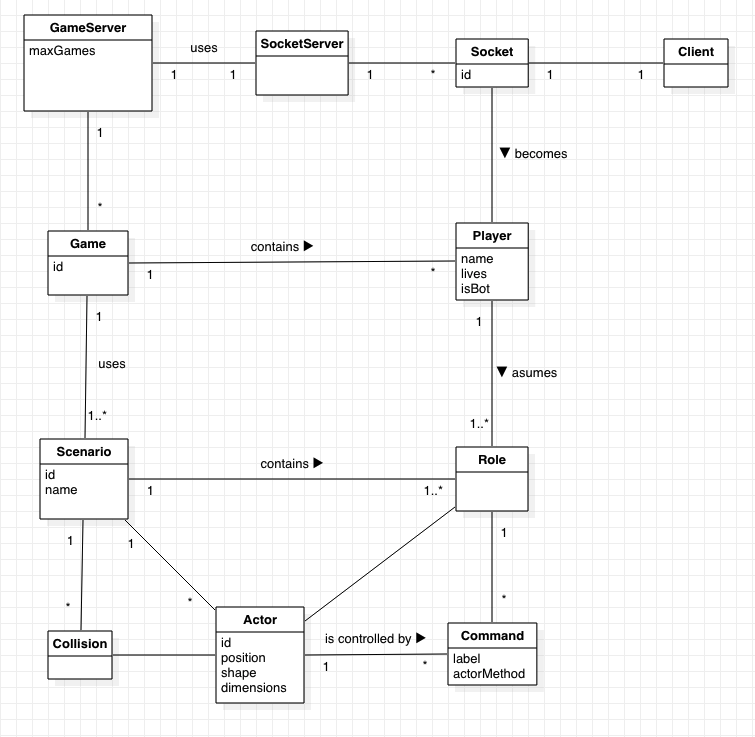 GameServer
maxGames
uses
1
1
SocketServer
1
*
Socket
id
1
1
Client
1
*
▼ becomes
Game
id
contains ▶
1
*
Player
name
lives
isBot
1
uses
1..*
1
▼ asumes
1..*
Scenario
id
name
contains ▶
1
1..*
Role
1
*
1
*
1
*
Collision
Actor
id
position
shape
dimensions
is controlled by ▶
1
*
Command
label
actorMethod